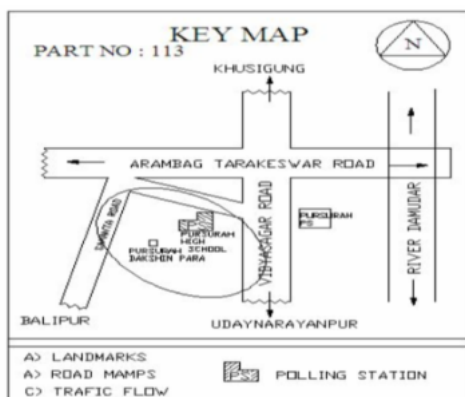 KEY MAP
PART NO : 113
N
KHUSIGUNG
ARAMBAG TARAKESWAR ROAD
VIDYASAGAR ROAD
PURSURAH
PS
RIVER DAMUDAR
PURSURAH
HIGH
SCHOOL
PURSURAH
DAKSHIN PARA
BALIPUR
UDAYNARAYANPUR
A) LANDMARKS
A) ROAD MAMPS
C) TRAFIC FLOW
PS
POLLING STATION